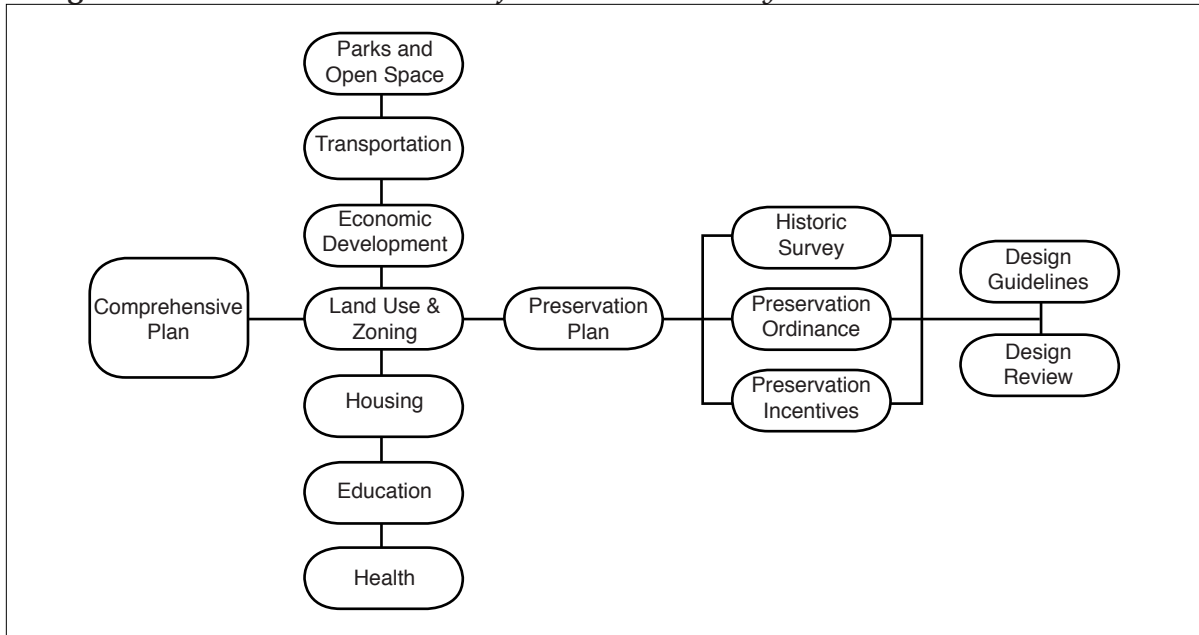 Parks and
Open Space
Transportation
Economic
Development
Comprehensive
Plan
Land Use &
Zoning
Preservation
Plan
Housing
Education
Health
Historic
Survey
Preservation
Ordinance
Preservation
Incentives
Design
Guidelines
Design
Review